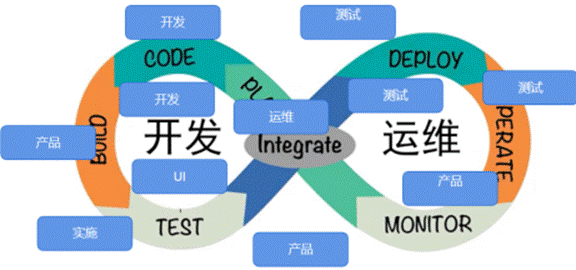 开发
测试
CODE
DEPLOY
开发
PL
测试
测试
产品
BUILD
开发
运维
Integrate
运维
PERATE
UI
产品
实施
TEST
MONITOR
产品